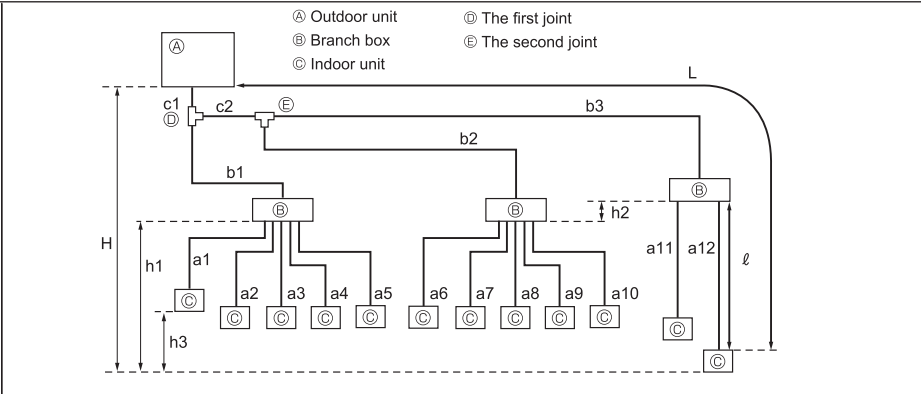 Ⓐ Outdoor unit
Ⓑ Branch box
Ⓒ Indoor unit
Ⓓ The first joint
Ⓔ The second joint
Ⓐ
L
c1
c2
Ⓔ
b3
Ⓓ
b2
b1
Ⓑ
Ⓑ
Ⓑ
h2
H
h1
a1
a11
a12
ℓ
Ⓒ
a2
a3
a4
a5
a6
a7
a8
a9
a10
Ⓒ
Ⓒ
Ⓒ
Ⓒ
Ⓒ
Ⓒ
Ⓒ
Ⓒ
Ⓒ
Ⓒ
h3
Ⓒ